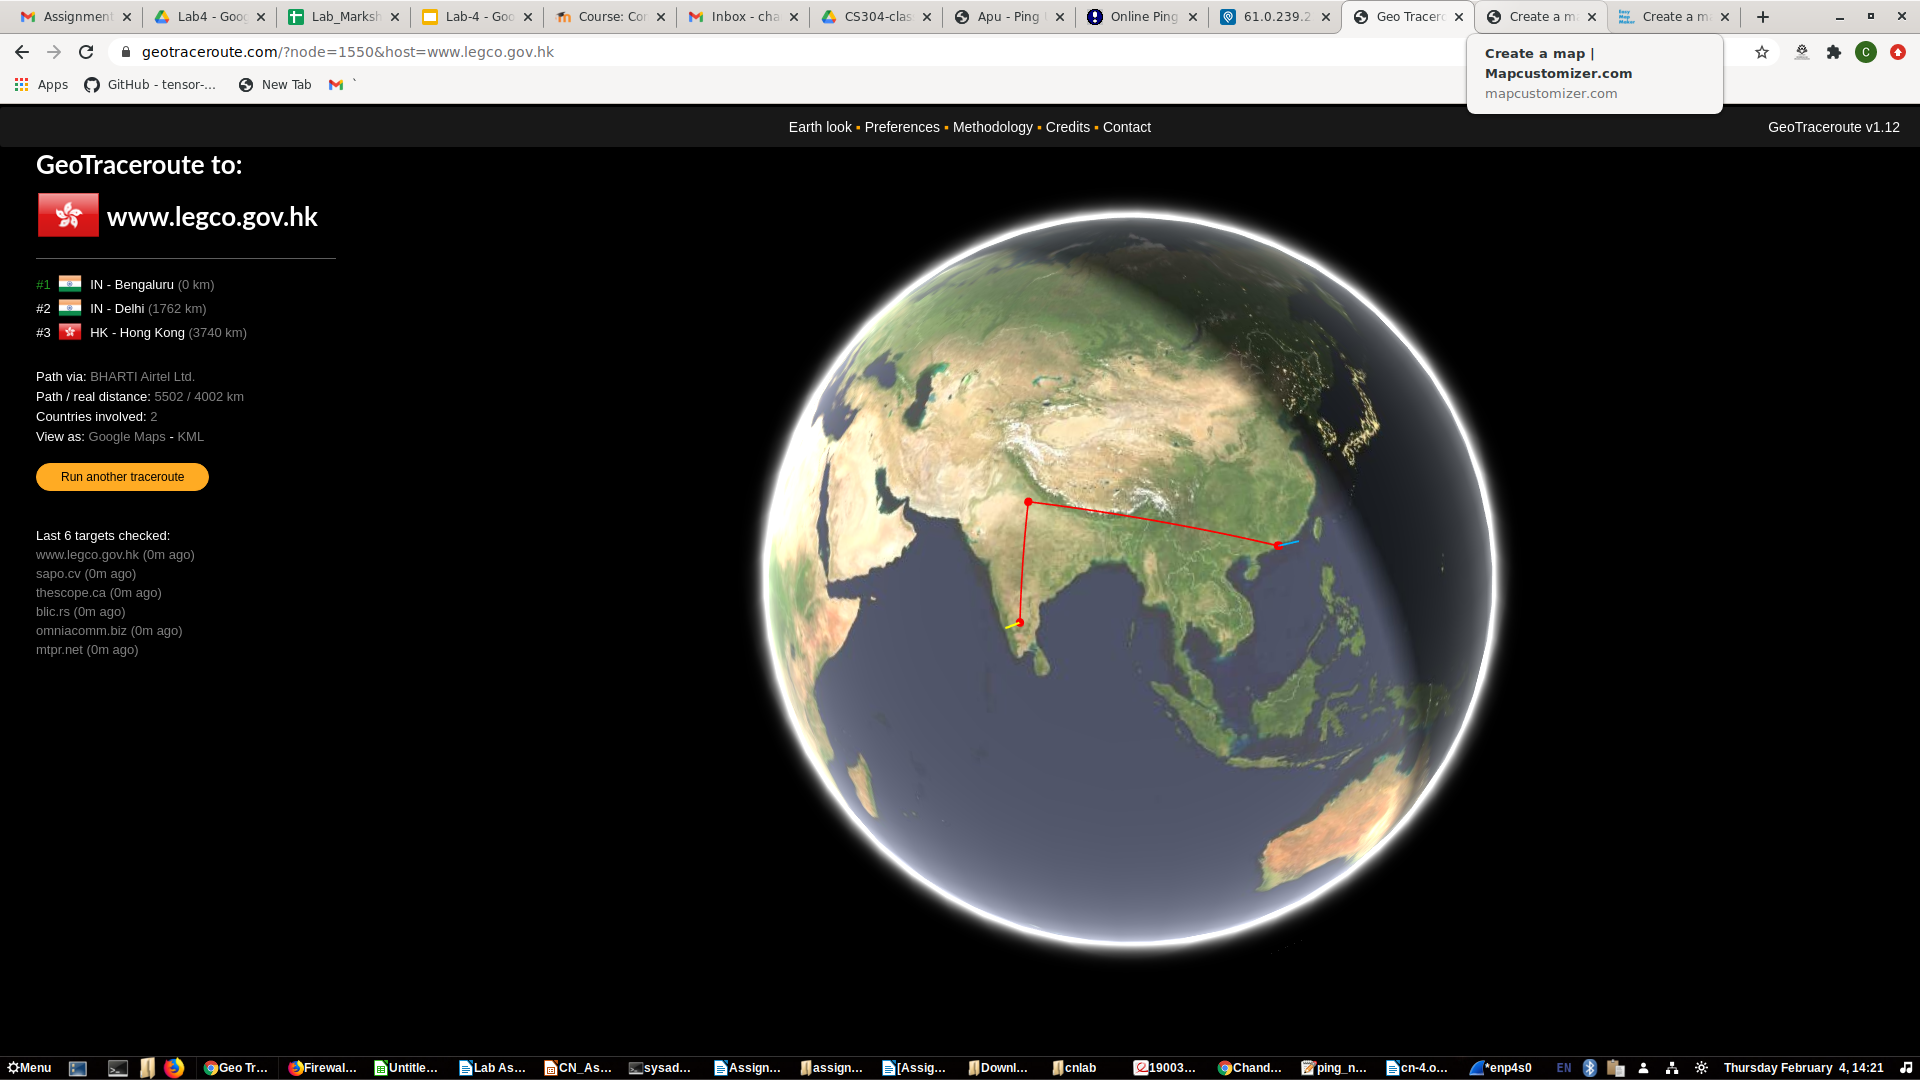 Assignment
Lab4 - Goog
Lab_Marksh
Lab-4 - Goo
Course: Co
Inbox - cha
CS304-clas
Apu - Ping
Online Ping
61.0.239.2
Geo Tracer
Create a m
Create a m
geotraceroute.com/?node=1550&host=www.legco.gov.hk
C
Create a map |
Mapcustomizer.com
mapcustomizer.com
Apps
GitHub - tensor-...
New Tab
`
Earth look ▪ Preferences ▪ Methodology ▪ Credits ▪ Contact
GeoTraceroute v1.12
GeoTraceroute to:
www.legco.gov.hk
#1 IN - Bengaluru (0 km)
#2 IN - Delhi (1762 km)
#3 HK - Hong Kong (3740 km)
Path via: BHARTI Airtel Ltd.
Path / real distance: 5502 / 4002 km
Countries involved: 2
View as: Google Maps - KML
Run another traceroute
Last 6 targets checked:
www.legco.gov.hk (0m ago)
sapo.cv (0m ago)
thescope.ca (0m ago)
blic.rs (0m ago)
omniacomm.biz (0m ago)
mtpr.net (0m ago)
Menu
Geo Tr...
Firewal...
Untitle...
Lab As...
CN_As...
sysad...
Assign...
assign...
[Assig...
Downl...
cnlab
19003...
Chand...
ping_n...
cn-4.o...
*enp4s0
EN
Thursday February 4, 14:21